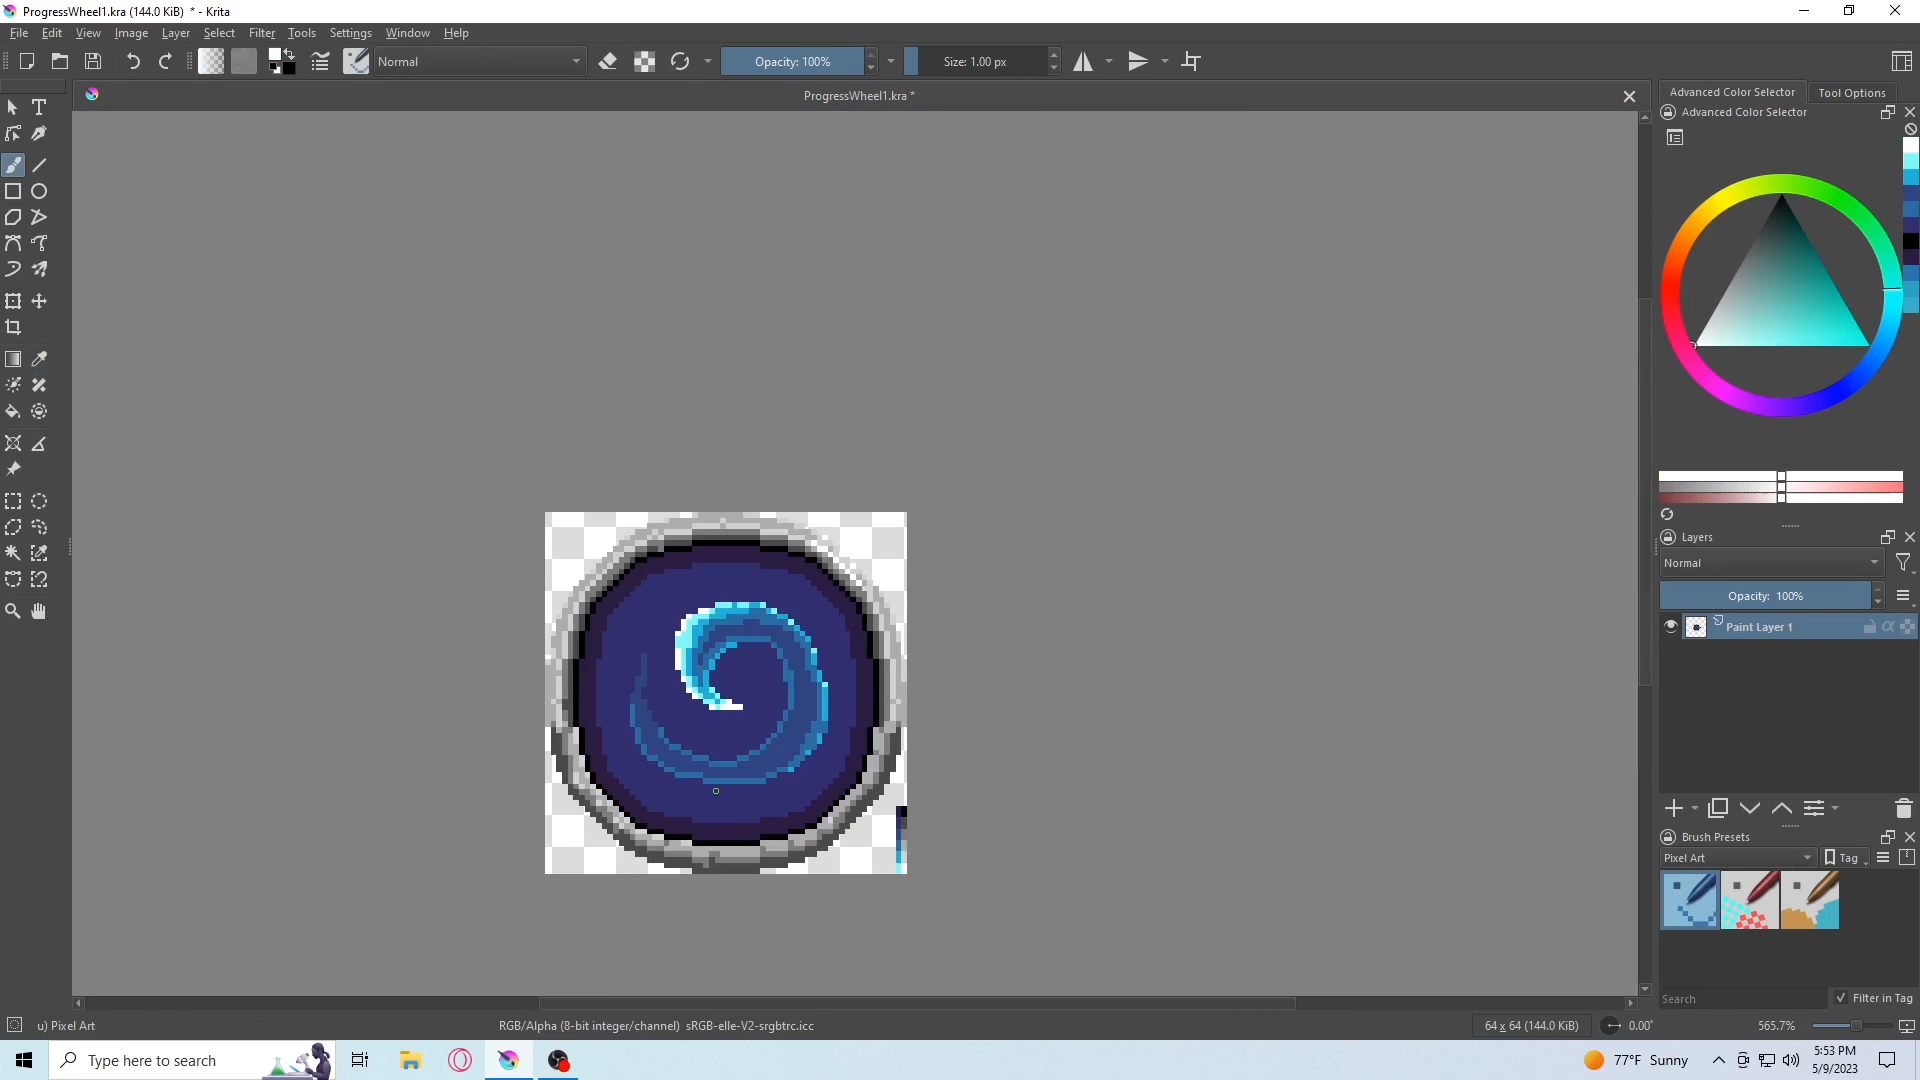 ProgressWheel1.kra (144.0 KiB) * - Krita
File Edit View Image Layer Select Filter Tools Settings Window Help
Normal Opacity: 100% Size: 1.00 px
ProgressWheel1.kra *
Advanced Color Selector Tool Options
Advanced Color Selector
Layers
Normal
Opacity: 100%
Paint Layer 1
Brush Presets
Pixel Art Tag
Search Filter in Tag
u) Pixel Art RGB/Alpha (8-bit integer/channel) sRGB-elle-V2-srgbtrc.icc 64 x 64 (144.0 KiB) 0.00° 565.7%
Type here to search 77°F Sunny 5:53 PM
5/9/2023